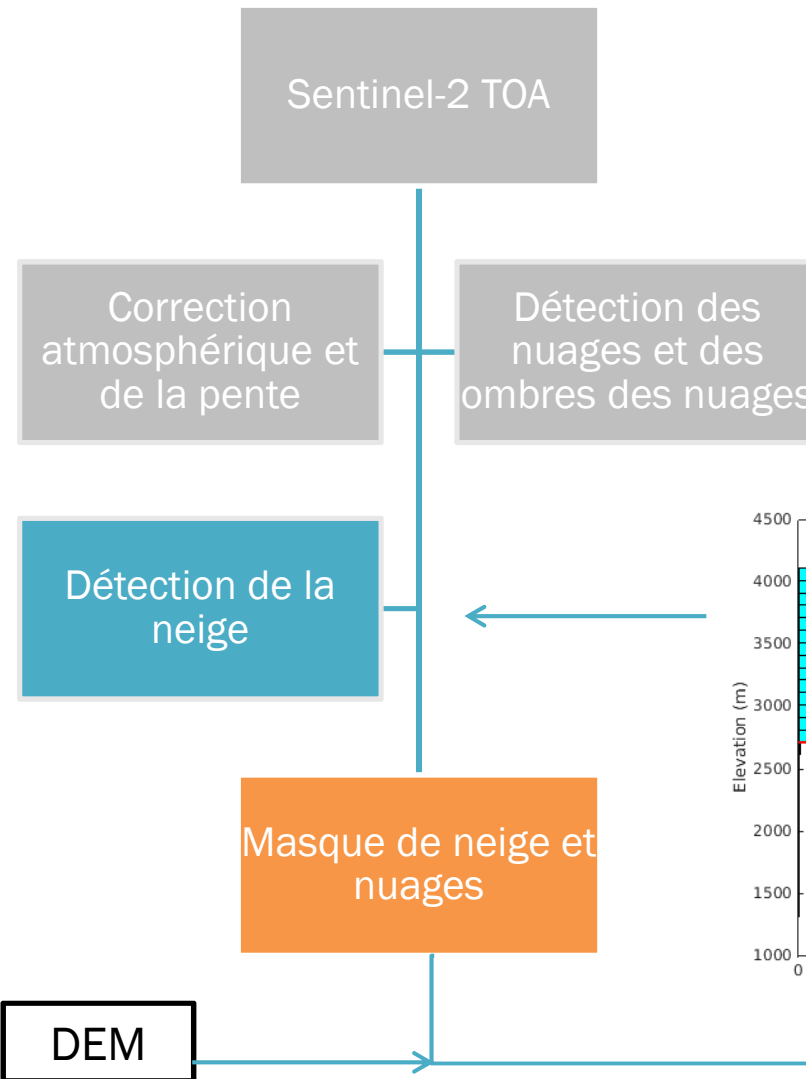 Sentinel-2 TOA
Correction
atmosphérique et
de la pente
Détection des
nuages et des
ombres des nuages
Détection de la
neige
Masque de neige et
nuages
DEM
Elevation (m)
4500
4000
3500
3000
2500
2000
1500
1000
0